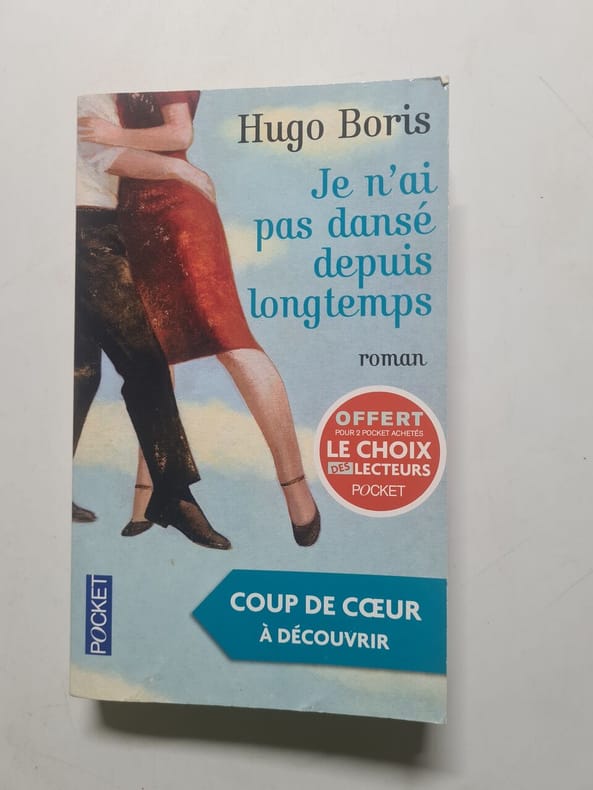 Hugo Boris
Je n'ai
pas dansé
depuis
longtemps
roman
OFFERT
POUR 2 POCKET ACHETÉS
LE CHOIX
DES LECTEURS
POCKET
COUP DE CŒUR
À DÉCOUVRIR
POCKET